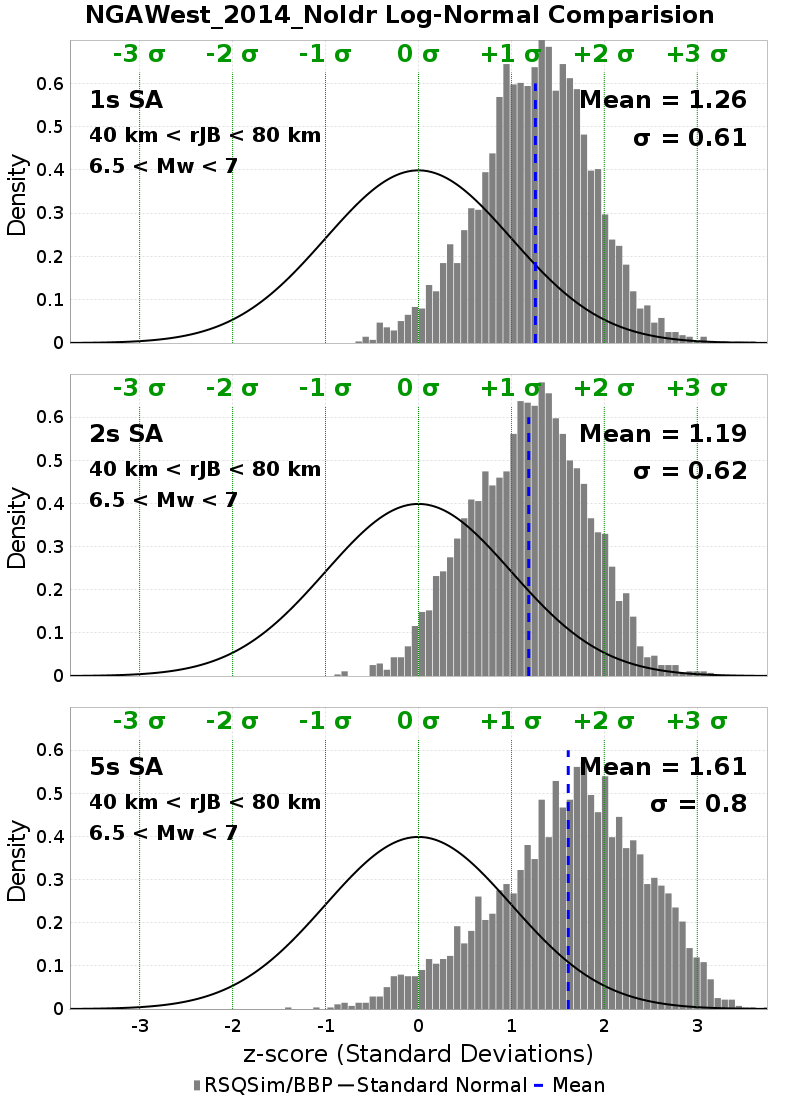 NGAWest_2014_NoIdr Log-Normal Comparision
-3 σ -2 σ -1 σ 0 σ +1 σ +2 σ +3 σ
1s SA
Mean = 1.26
40 km < rJB < 80 km
σ = 0.61
6.5 < Mw < 7
0.6
0.5
0.4
0.3
0.2
0.1
0
Density
-3 σ -2 σ -1 σ 0 σ +1 σ +2 σ +3 σ
2s SA
Mean = 1.19
40 km < rJB < 80 km
σ = 0.62
6.5 < Mw < 7
0.6
0.5
0.4
0.3
0.2
0.1
0
Density
-3 σ -2 σ -1 σ 0 σ +1 σ +2 σ +3 σ
5s SA
Mean = 1.61
40 km < rJB < 80 km
σ = 0.8
6.5 < Mw < 7
0.6
0.5
0.4
0.3
0.2
0.1
0
Density
-3 -2 -1 0 1 2 3
z-score (Standard Deviations)
RSQSim/BBP Standard Normal Mean